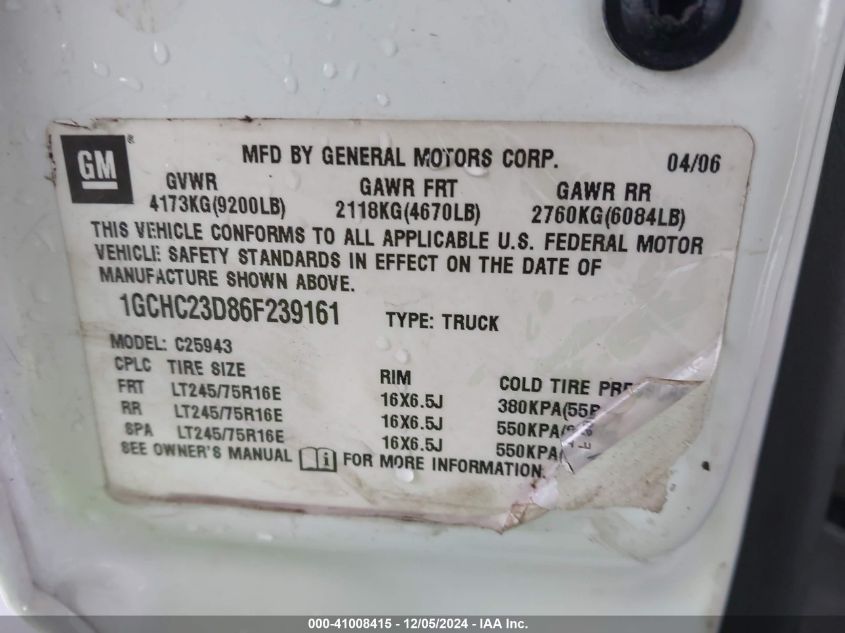 GM ®
MFD BY GENERAL MOTORS CORP. 04/06
GVWR GAWR FRT GAWR RR
4173KG(9200LB) 2118KG(4670LB) 2760KG(6084LB)
THIS VEHICLE CONFORMS TO ALL APPLICABLE U.S. FEDERAL MOTOR
VEHICLE SAFETY STANDARDS IN EFFECT ON THE DATE OF
MANUFACTURE SHOWN ABOVE.
1GCHC23D86F239161 TYPE: TRUCK
MODEL: C25943
CPLC TIRE SIZE RIM COLD TIRE PRE
FRT LT245/75R16E 16X6.5J 380KPA(55P
RR LT245/75R16E 16X6.5J 550KPA
SPA LT245/75R16E 16X6.5J 550KPA
SEE OWNER'S MANUAL i FOR MORE INFORMATION.
000-41008415 - 12/05/2024 - IAA Inc.